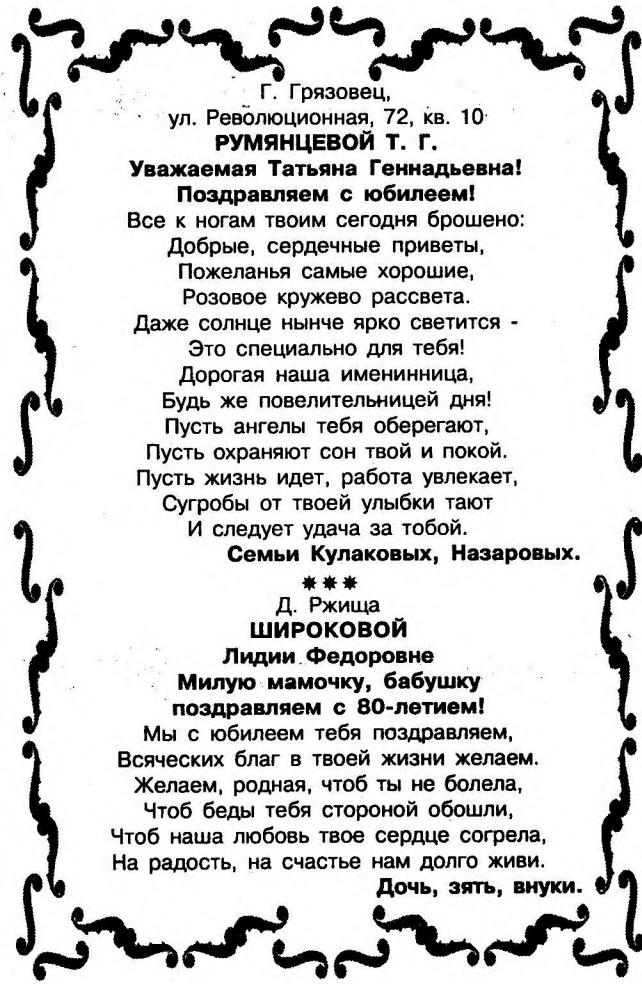 Г. Грязовец,
ул. Революционная, 72, кв. 10
РУМЯНЦЕВОЙ Т. Г.
Уважаемая Татьяна Геннадьевна!
Поздравляем с юбилеем!
Все к ногам твоим сегодня брошено:
Добрые, сердечные приветы,
Пожеланья самые хорошие,
Розовое кружево рассвета.
Даже солнце нынче ярко светится -
Это специально для тебя!
Дорогая наша именинница,
Будь же повелительницей дня!
Пусть ангелы тебя оберегают,
Пусть охраняют сон твой и покой.
Пусть жизнь идет, работа увлекает,
Сугробы от твоей улыбки тают
И следует удача за тобой.
Семьи Кулаковых, Назаровых.
***
Д. Ржища
ШИРОКОВОЙ
Лидии Федоровне
Милую мамочку, бабушку
поздравляем с 80-летием!
Мы с юбилеем тебя поздравляем,
Всяческих благ в твоей жизни желаем.
Желаем, родная, чтоб ты не болела,
Чтоб беды тебя стороной обошли,
Чтоб наша любовь твое сердце согрела,
На радость, на счастье нам долго живи.
Дочь, зять, внуки.